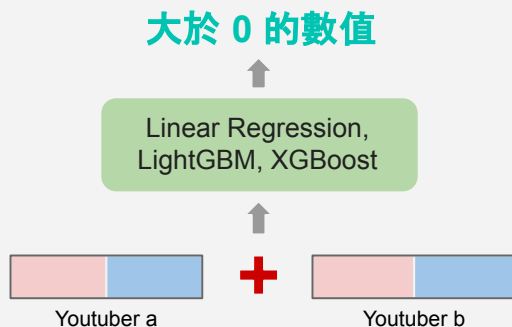 大於 0 的數值
Linear Regression,
LightGBM, XGBoost
Youtuber a
Youtuber b